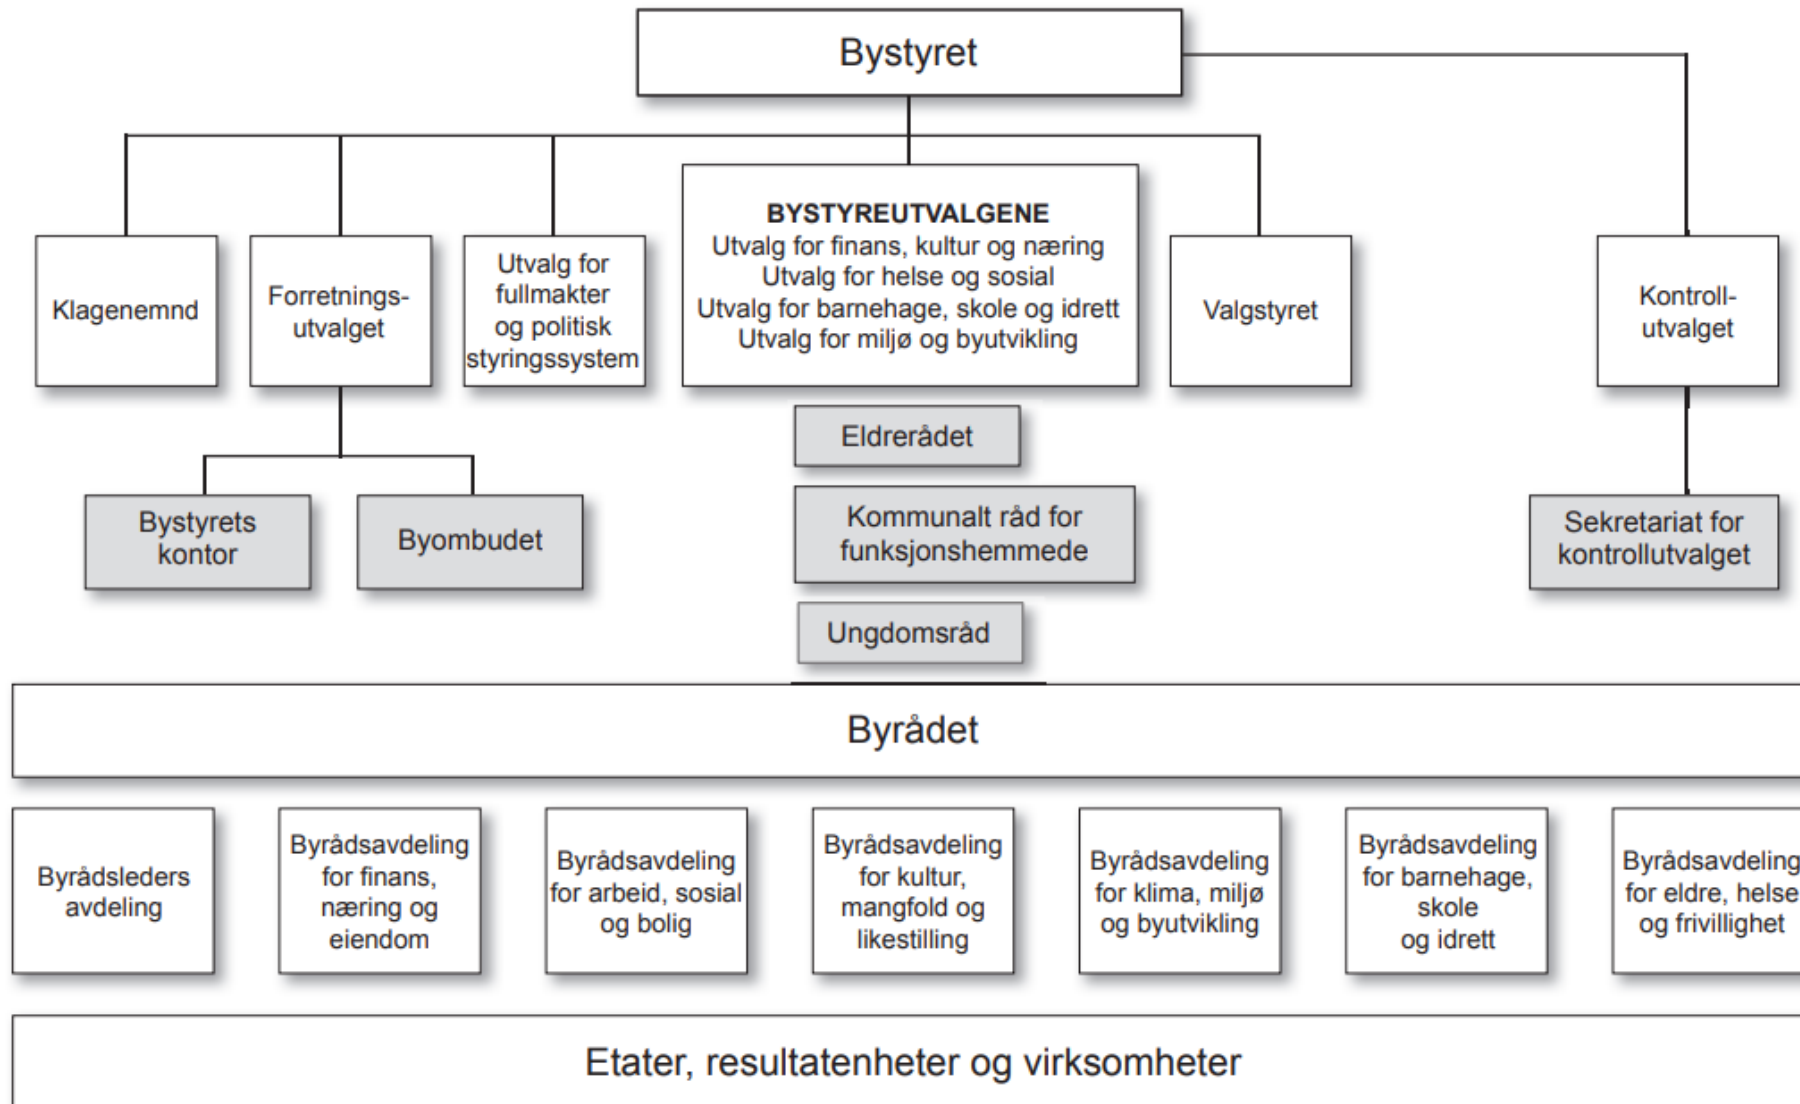 Bystyret
Klagenemnd
Forretnings-
utvalget
Utvalg for
fullmakter
og politisk
styringssystem
BYSTYREUTVALGENE
Utvalg for finans, kultur og næring
Utvalg for helse og sosial
Utvalg for barnehage, skole og idrett
Utvalg for miljø og byutvikling
Valgstyret
Kontroll-
utvalget
Eldrerådet
Bystyrets
kontor
Byombudet
Kommunalt råd for
funksjonshemmede
Sekretariat for
kontrollutvalget
Ungdomsråd
Byrådet
Byrådsleders
avdeling
Byrådsavdeling
for finans,
næring og
eiendom
Byrådsavdeling
for arbeid, sosial
og bolig
Byrådsavdeling
for kultur,
mangfold og
likestilling
Byrådsavdeling
for klima, miljø
og byutvikling
Byrådsavdeling
for barnehage,
skole
og idrett
Byrådsavdeling
for eldre, helse
og frivillighet
Etater, resultatenheter og virksomheter